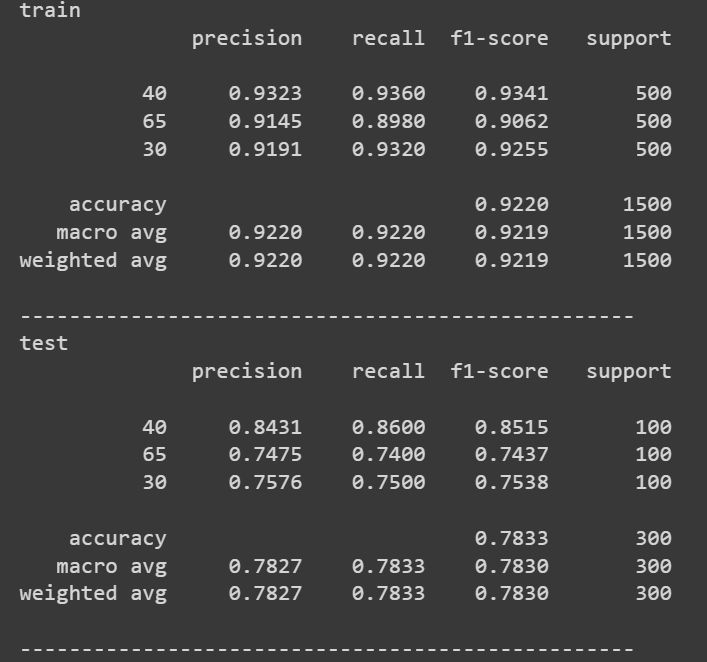 train
precision recall f1-score support
40 0.9323 0.9360 0.9341 500
65 0.9145 0.8980 0.9062 500
30 0.9191 0.9320 0.9255 500
accuracy 0.9220 1500
macro avg 0.9220 0.9220 0.9219 1500
weighted avg 0.9220 0.9220 0.9219 1500
--------------------------------------------------
test
precision recall f1-score support
40 0.8431 0.8600 0.8515 100
65 0.7475 0.7400 0.7437 100
30 0.7576 0.7500 0.7538 100
accuracy 0.7833 300
macro avg 0.7827 0.7833 0.7830 300
weighted avg 0.7827 0.7833 0.7830 300
--------------------------------------------------